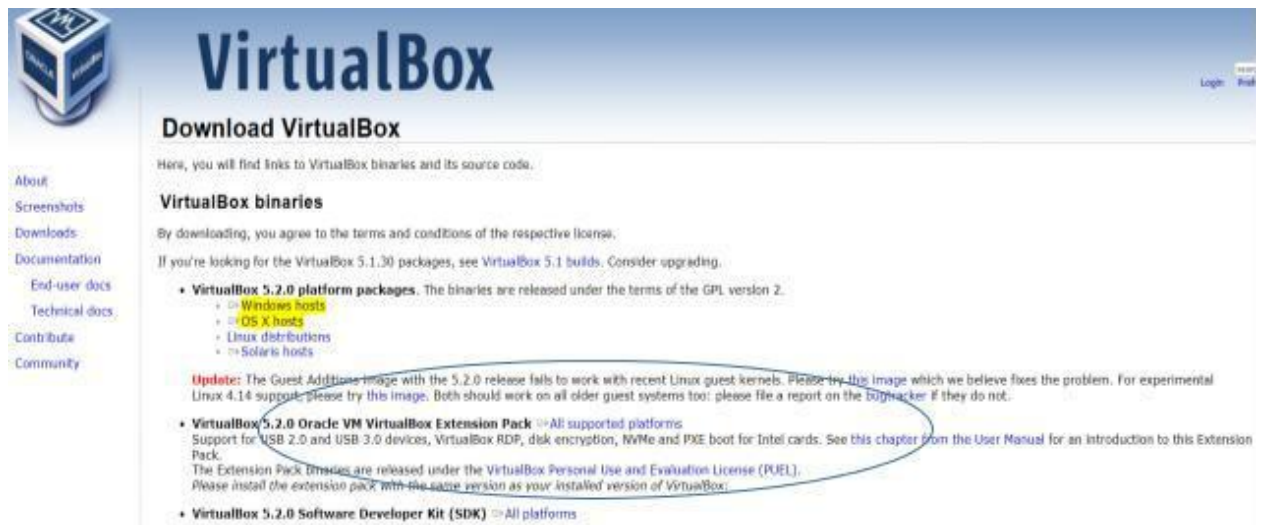 VirtualBox
Login
Download VirtualBox
Here, you will find links to VirtualBox binaries and its source code.
About
Screenshots
Downloads
Documentation
End-user docs
Technical docs
Contribute
Community
VirtualBox binaries
By downloading, you agree to the terms and conditions of the respective license.
If you're looking for the VirtualBox 5.1.30 packages, see VirtualBox 5.1 builds. Consider upgrading.
• VirtualBox 5.2.0 platform packages. The binaries are released under the terms of the GPL version 2.
◦ Windows hosts
◦ OS X hosts
◦ Linux distributions
◦ Solaris hosts
Update: The Guest Additions image with the 5.2.0 release fails to work with recent Linux guest kernels. Please try this image which we believe fixes the problem. For experimental
Linux 4.14 support, please try this image. Both should work on all older guest systems too: please file a report on the bugtracker if they do not.
• VirtualBox 5.2.0 Oracle VM VirtualBox Extension Pack All supported platforms
Support for USB 2.0 and USB 3.0 devices, VirtualBox RDP, disk encryption, NVMe and PXE boot for Intel cards. See this chapter from the User Manual for an introduction to this Extension
Pack.
The Extension Pack binaries are released under the VirtualBox Personal Use and Evaluation License (PUEL).
Please install the extension pack with the same version as your installed version of VirtualBox:
• VirtualBox 5.2.0 Software Developer Kit (SDK) All platforms